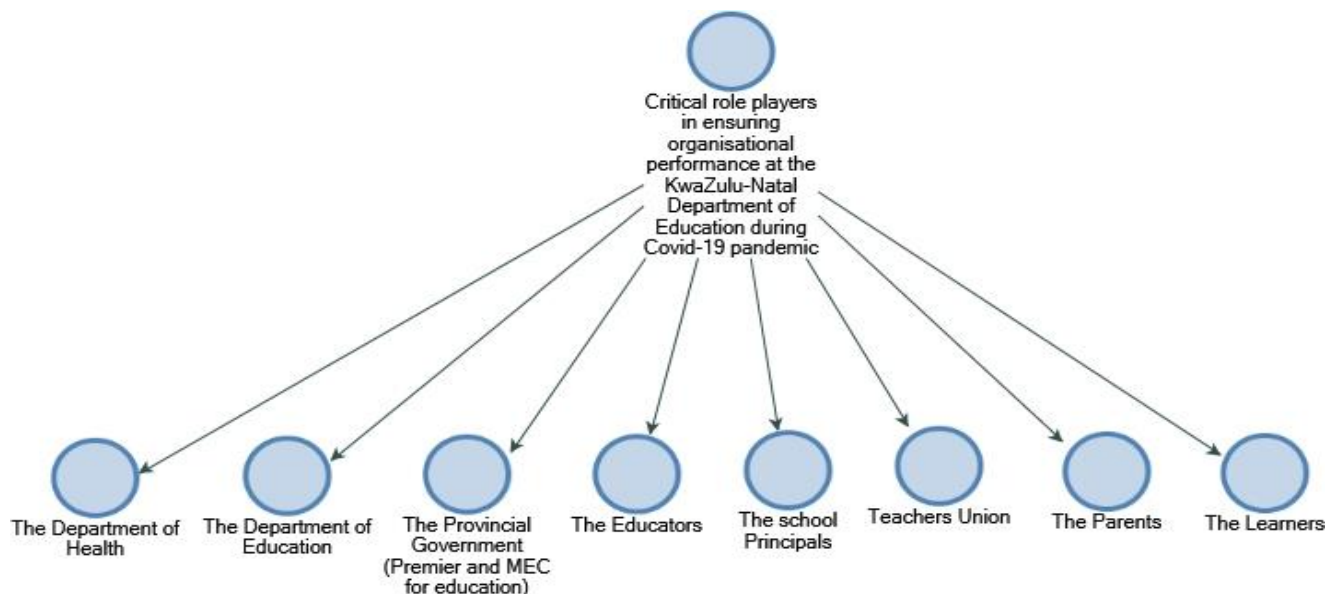 Critical role players
in ensuring
organisational
performance at the
KwaZulu-Natal
Department of
Education during
Covid-19 pandemic
The Department of
Health
The Department of
Education
The Provincial
Government
(Premier and MEC
for education)
The Educators
The school
Principals
Teachers Union
The Parents
The Learners